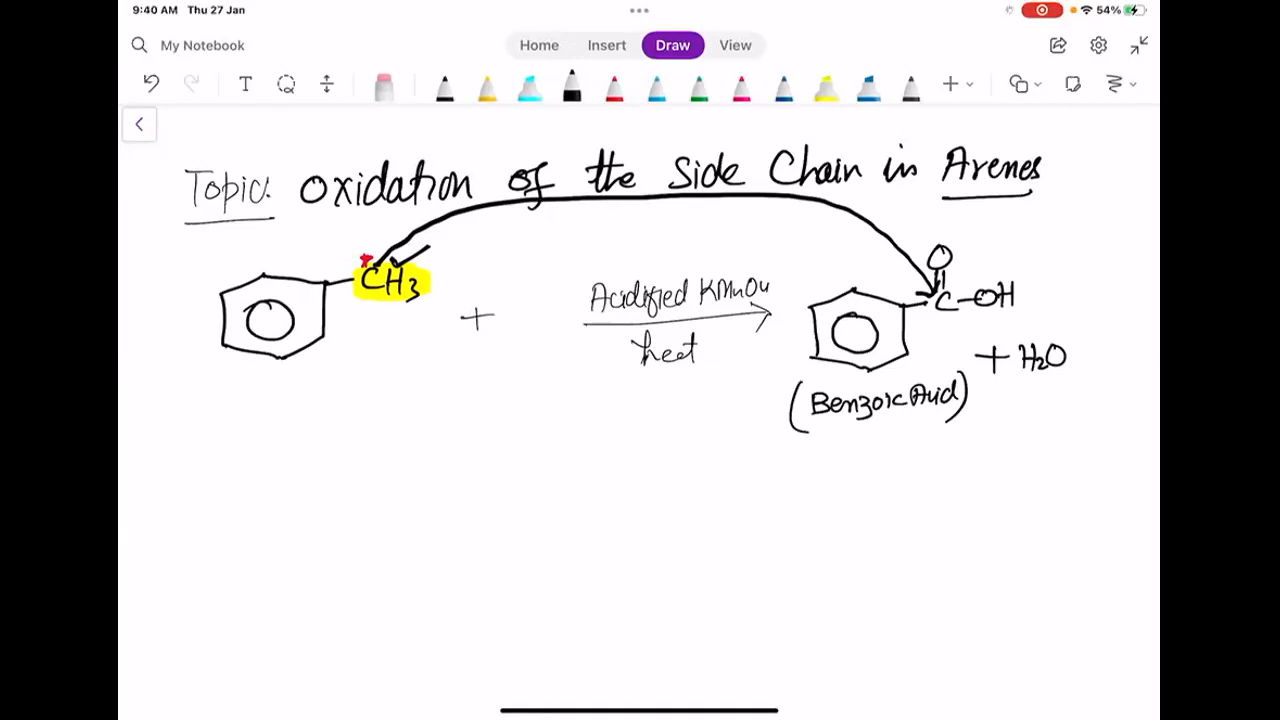 9:40 AM Thu 27 Jan
54%
My Notebook
Home Insert Draw View
Topic: Oxidation of the Side Chain in Arenes
CH3
+
Acidified KMnO4
heat
O
C-OH
+ H2O
(Benzoic Acid)